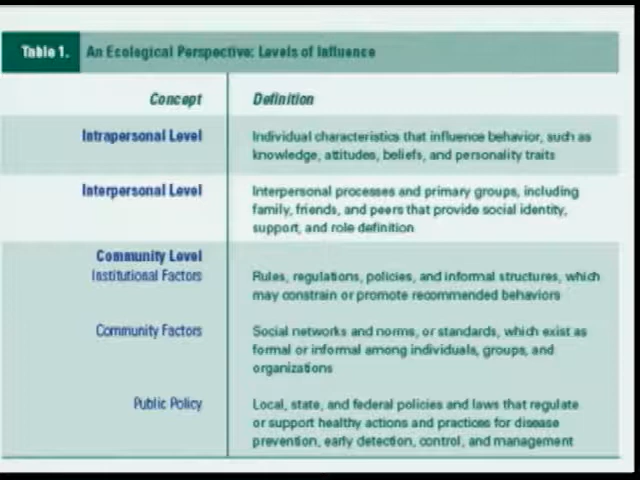 Table 1. An Ecological Perspective: Levels of Influence
Concept Definition
Intrapersonal Level Individual characteristics that influence behavior, such as
knowledge, attitudes, beliefs, and personality traits
Interpersonal Level Interpersonal processes and primary groups, including
family, friends, and peers that provide social identity,
support, and role definition
Community Level
Institutional Factors Rules, regulations, policies, and informal structures, which
may constrain or promote recommended behaviors
Community Factors Social networks and norms, or standards, which exist as
formal or informal among individuals, groups, and
organizations
Public Policy Local, state, and federal policies and laws that regulate
or support healthy actions and practices for disease
prevention, early detection, control, and management